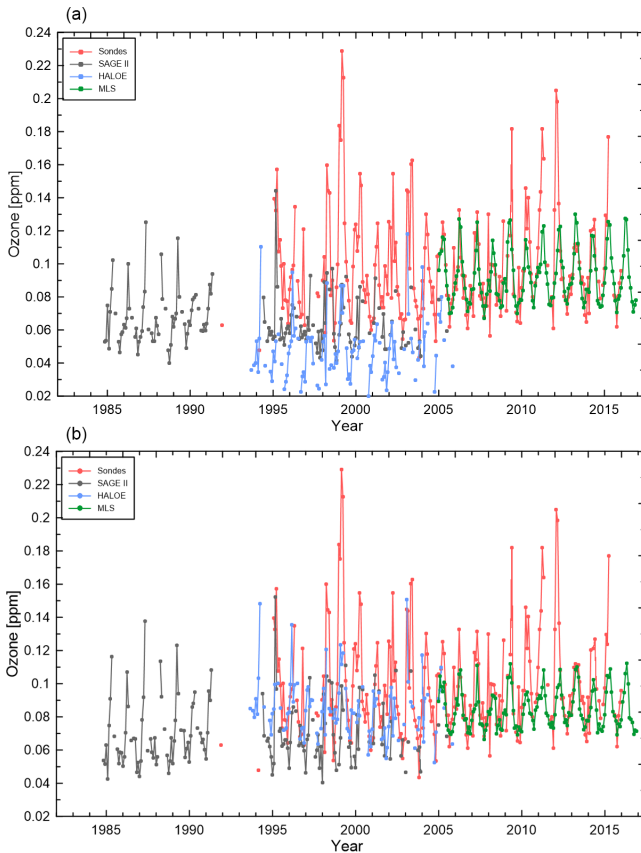 (a)
0.24
0.22
0.2
0.18
0.16
0.14
0.12
0.1
0.08
0.06
0.04
0.02
Ozone [ppm]
Sondes
SAGE II
HALOE
MLS
1985 1990 1995 2000 2005 2010 2015
Year
(b)
0.24
0.22
0.2
0.18
0.16
0.14
0.12
0.1
0.08
0.06
0.04
0.02
Ozone [ppm]
Sondes
SAGE II
HALOE
MLS
1985 1990 1995 2000 2005 2010 2015
Year